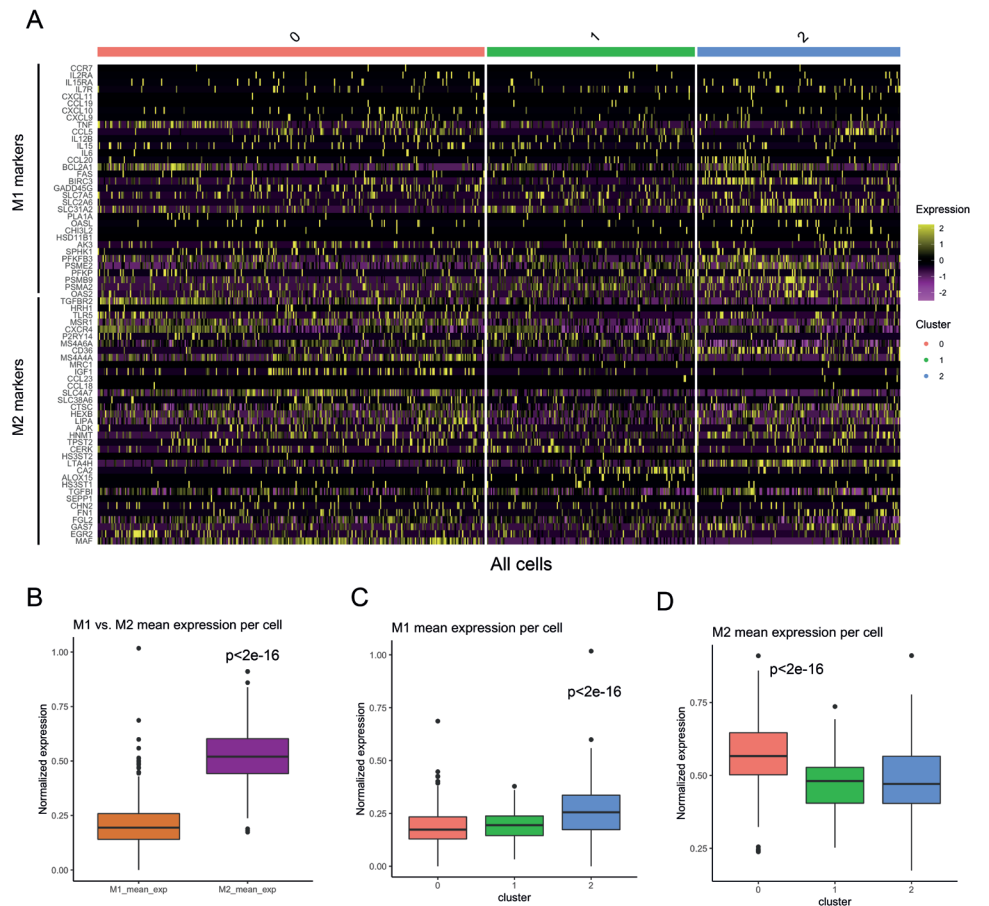 A
0
1
2
M1 markers
CCR7
IL2RA
IL15RA
IL7R
CXCL11
CCL19
CXCL10
CXCL9
TNF
CCL5
IL12B
IL15
IL6
CCL20
BCL2A1
FAS
BIRC3
GADD45G
SLC7A5
SLC2A6
SLC31A2
PLA1A
OASL
CHI3L2
HSD11B1
AK3
SPHK1
PFKFB3
PSME2
PFKP
PSMB9
PSMA2
OAS2
M2 markers
TGFBR2
HRH1
TLR5
MSR1
CXCR4
P2RY14
MS4A6A
CD36
MS4A4A
MRC1
IGF1
CCL23
CCL18
SLC4A7
SLC38A6
CTSC
HEXB
LIPA
ADK
HNMT
TPST2
CERK
HS3ST2
LTA4H
CA2
ALOX15
HS3ST1
TGFBI
SEPP1
CHN2
FN1
FGL2
GAS7
EGR2
MAF
All cells
Expression
2
1
0
-1
-2
Cluster
0
1
2
B
M1 vs. M2 mean expression per cell
p<2e-16
Normalized expression
1.00
0.75
0.50
0.25
0.00
M1_mean_exp
M2_mean_exp
C
M1 mean expression per cell
p<2e-16
Normalized expression
1.00
0.75
0.50
0.25
0.00
0
1
2
cluster
D
M2 mean expression per cell
p<2e-16
Normalized expression
0.75
0.50
0.25
0
1
2
cluster